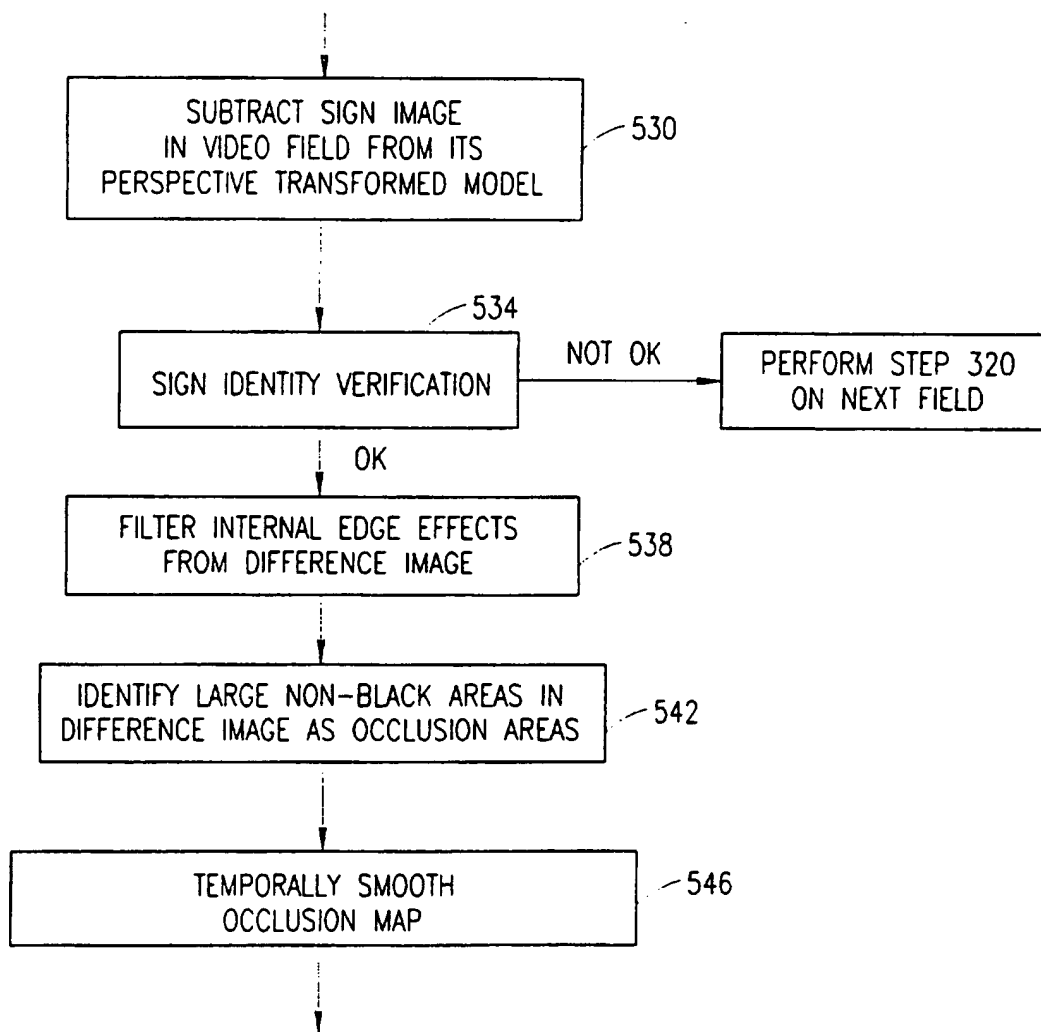 SUBTRACT SIGN IMAGE
IN VIDEO FIELD FROM ITS
PERSPECTIVE TRANSFORMED MODEL
530
534
SIGN IDENTITY VERIFICATION
NOT OK
PERFORM STEP 320
ON NEXT FIELD
OK
FILTER INTERNAL EDGE EFFECTS
FROM DIFFERENCE IMAGE
538
IDENTIFY LARGE NON-BLACK AREAS IN
DIFFERENCE IMAGE AS OCCLUSION AREAS
542
TEMPORALLY SMOOTH
OCCLUSION MAP
546